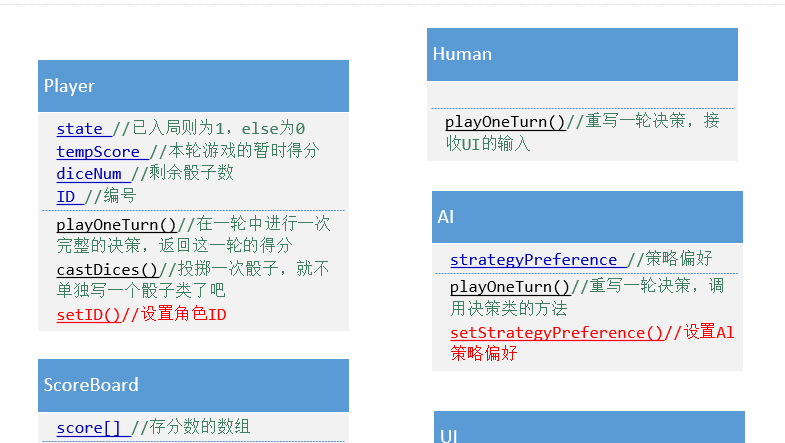 Player
state //已入局则为1，else为0
tempScore //本轮游戏的暂时得分
diceNum //剩余骰子数
ID //编号
playOneTurn()//在一轮中进行一次
完整的决策，返回这一轮的得分
castDices()//投掷一次骰子，就不
单独写一个骰子类了吧
setID()//设置角色ID
ScoreBoard
score[] //存分数的数组
Human
playOneTurn()//重写一轮决策，接
收UI的输入
AI
strategyPreference //策略偏好
playOneTurn()//重写一轮决策，调
用决策类的方法
setStrategyPreference()//设置Al
策略偏好
UI